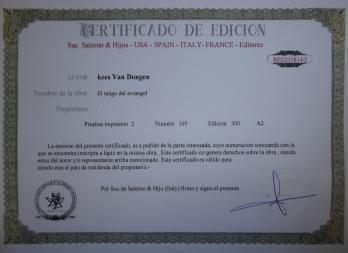 CERTIFICADO DE EDICION
Suc. Salerno & Hijos - USA - SPAIN - ITALY- FRANCE - Editores
AUTOR kees Van Dongen
Nombre de la obra El tango del arcángel
Propietario .
Pruebas impresión 2 Numero 105 Edición 300 A2
La emisión del presente certificado, es a pedido de la parte interesada, cuya numeracion concuerda con la
que se encuentra inscripta a lápiz en la misma obra, . Este certificado no genera derechos sobre la obra , siendo
estos del autor y/o representante arriba mencionado. Este certificado es válido para
siendo este el país de residencia del propietario.-
Por Suc de Salerno & Hijo (Italy) firmo y signo el presente